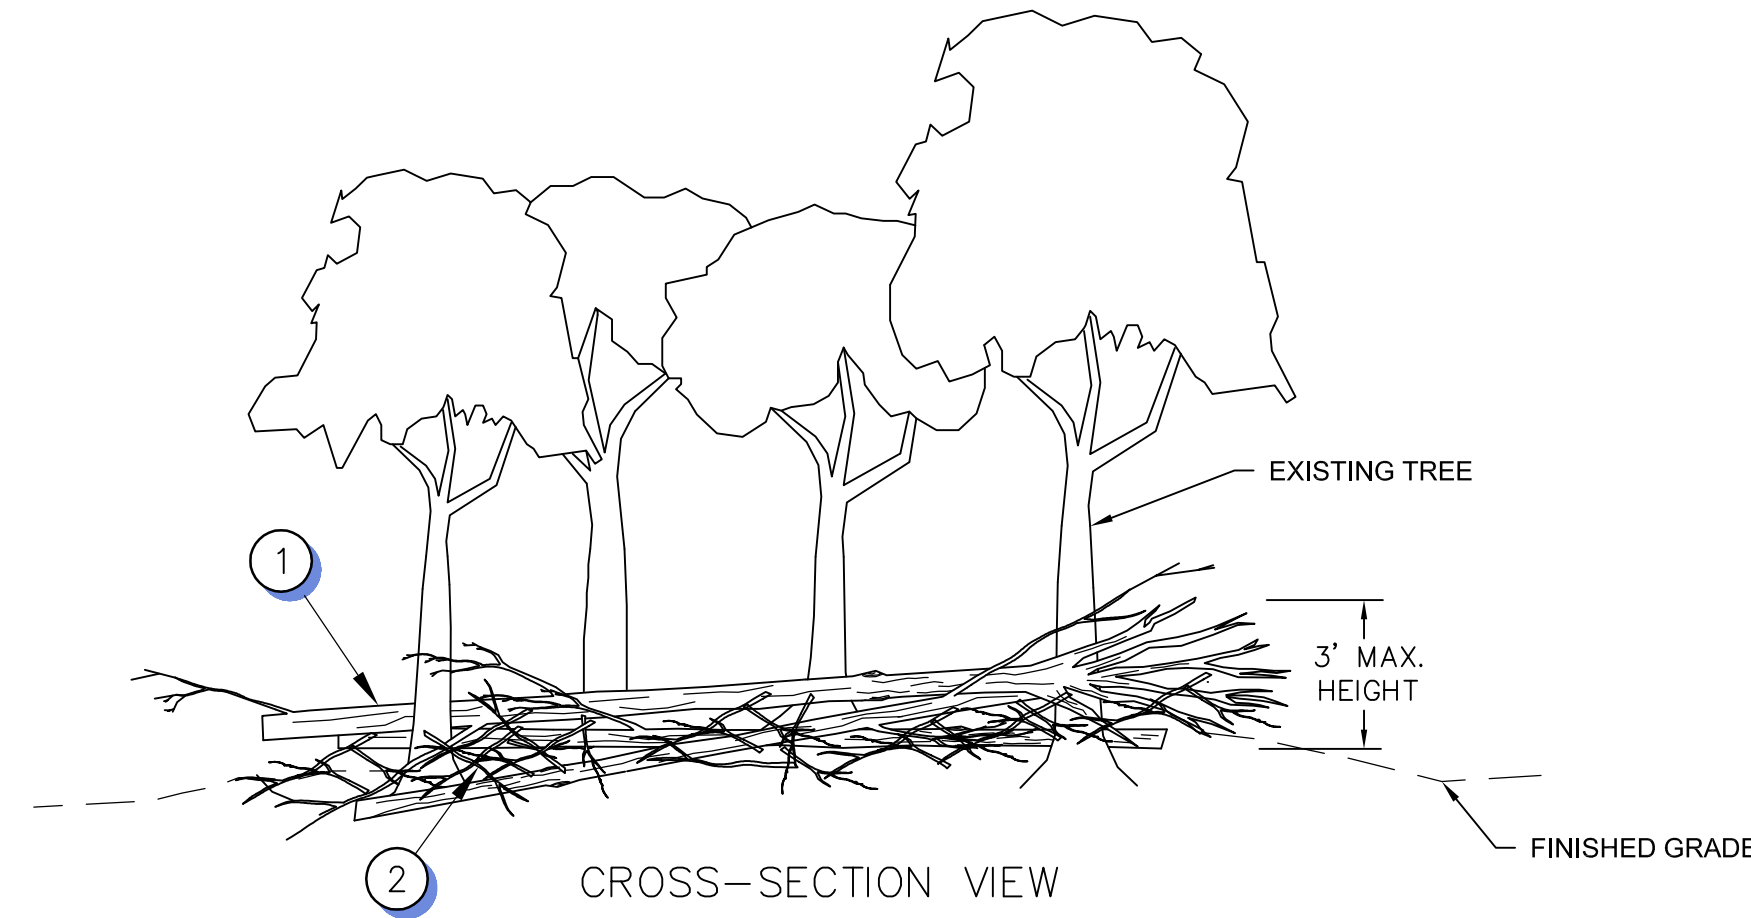 EXISTING TREE
1
3' MAX.
HEIGHT
FINISHED GRADE
2
CROSS-SECTION VIEW